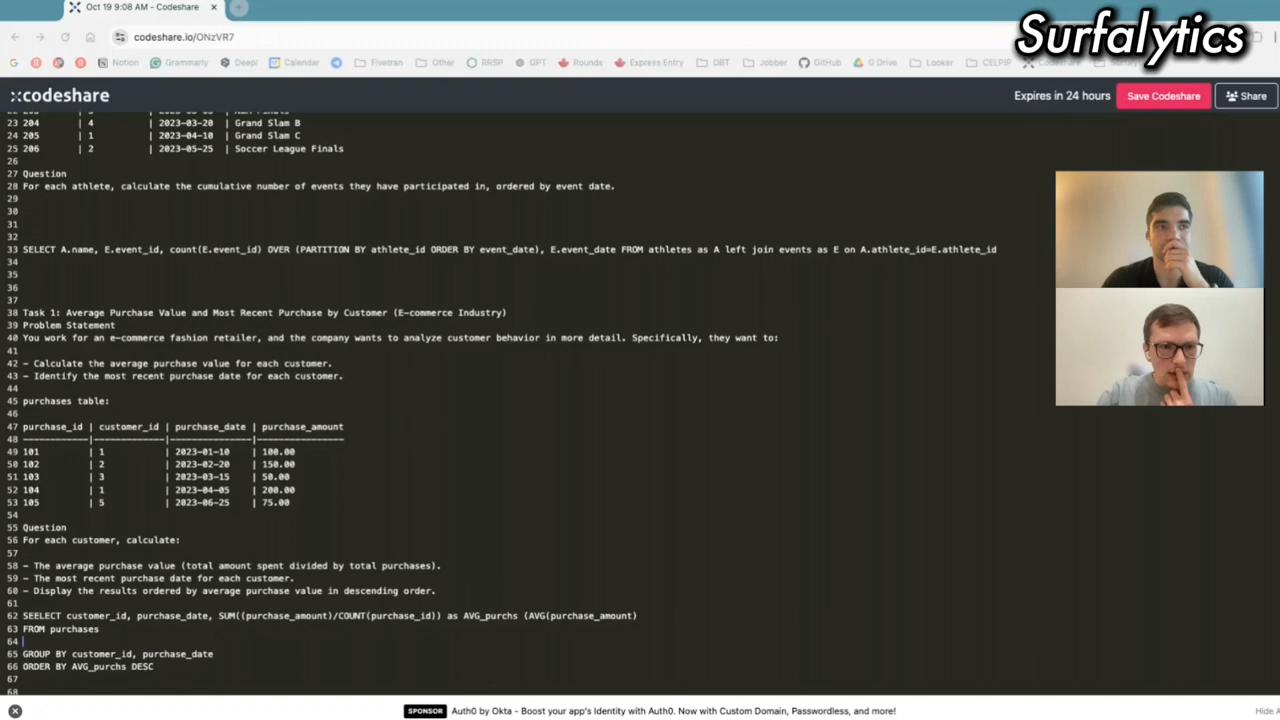 Oct 19 9:08 AM - Codeshare
Surfalytics
codeshare.io/ONzVR7
Notion Grammarly Deepl Calendar Fivetran Other RRSP GPT Rounds Express Entry DBT Jobber GitHub G Drive Looker CELPIP
codeshare Expires in 24 hours Save Codeshare Share
23 204 | 4 | 2023-03-20 | Grand Slam B
24 205 | 1 | 2023-04-10 | Grand Slam C
25 206 | 2 | 2023-05-25 | Soccer League Finals
26
27 Question
28 For each athlete, calculate the cumulative number of events they have participated in, ordered by event date.
29
30
31
32
33 SELECT A.name, E.event_id, count(E.event_id) OVER (PARTITION BY athlete_id ORDER BY event_date), E.event_date FROM athletes as A left join events as E on A.athlete_id=E.athlete_id
34
35
36
37
38 Task 1: Average Purchase Value and Most Recent Purchase by Customer (E-commerce Industry)
39 Problem Statement
40 You work for an e-commerce fashion retailer, and the company wants to analyze customer behavior in more detail. Specifically, they want to:
41
42 - Calculate the average purchase value for each customer.
43 - Identify the most recent purchase date for each customer.
44
45 purchases table:
46
47 purchase_id | customer_id | purchase_date | purchase_amount
48 ------------|-------------|---------------|----------------
49 101 | 1 | 2023-01-10 | 100.00
50 102 | 2 | 2023-02-20 | 150.00
51 103 | 3 | 2023-03-15 | 50.00
52 104 | 1 | 2023-04-05 | 200.00
53 105 | 5 | 2023-06-25 | 75.00
54
55 Question
56 For each customer, calculate:
57
58 - The average purchase value (total amount spent divided by total purchases).
59 - The most recent purchase date for each customer.
60 - Display the results ordered by average purchase value in descending order.
61
62 SEELECT customer_id, purchase_date, SUM((purchase_amount)/COUNT(purchase_id)) as AVG_purchs (AVG(purchase_amount)
63 FROM purchases
64
65 GROUP BY customer_id, purchase_date
66 ORDER BY AVG_purchs DESC
67
68
SPONSOR Auth0 by Okta - Boost your app's Identity with Auth0. Now with Custom Domain, Passwordless, and more! Hide